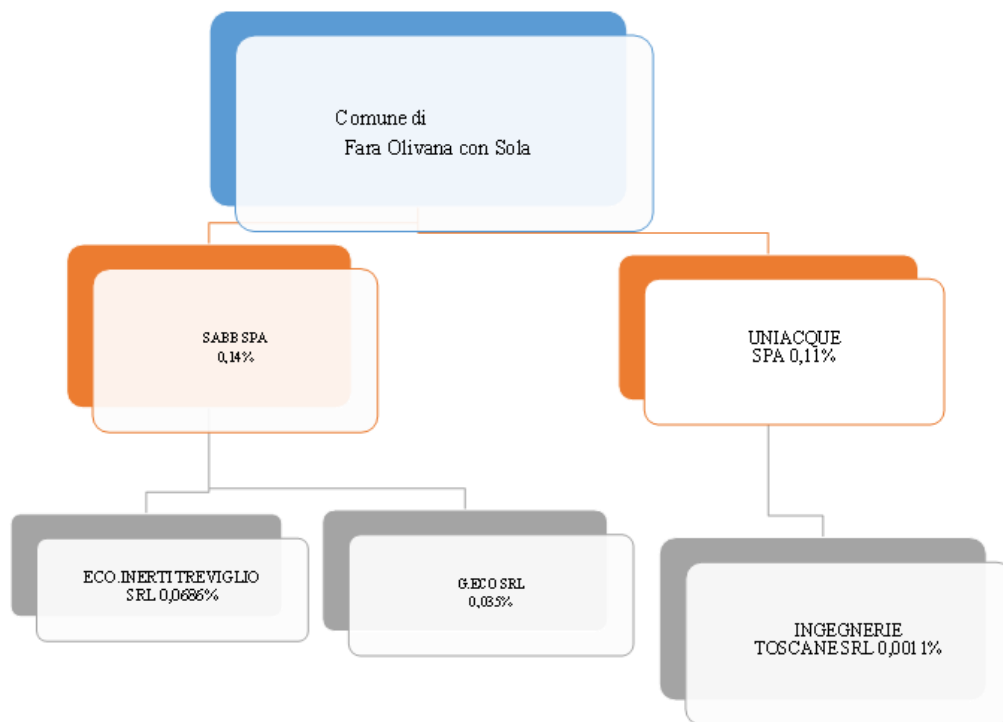 Comune di
Fara Olivana con Sola
SABB SPA
0,14%
UNIACQUE
SPA 0,11%
ECO.INERTI TREVIGLIO
SRL 0,0686%
G.ECO SRL
0,035%
INGEGNERIE
TOSCANE SRL 0,0011%